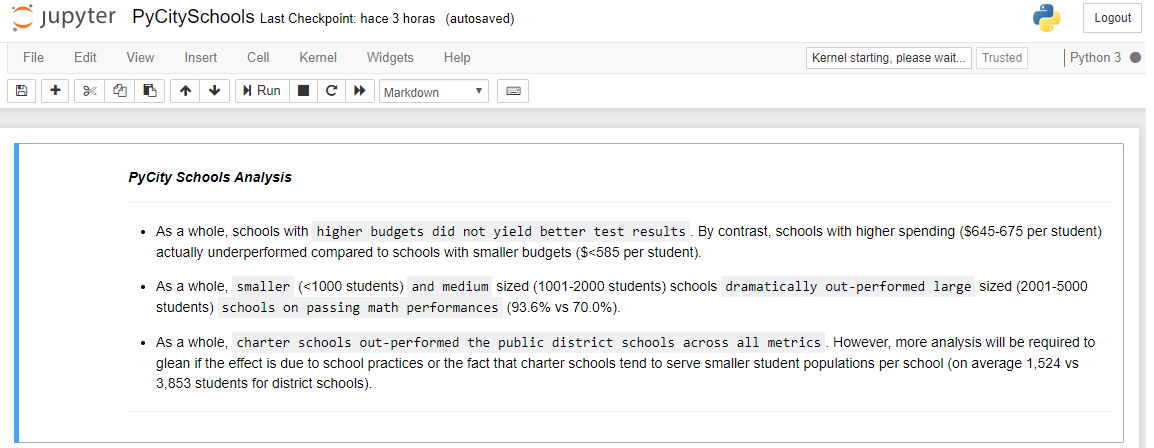 jupyter PyCitySchools Last Checkpoint: hace 3 horas (autosaved) Logout
File Edit View Insert Cell Kernel Widgets Help Kernel starting, please wait... Trusted Python 3
Run Markdown
PyCity Schools Analysis
• As a whole, schools with higher budgets did not yield better test results . By contrast, schools with higher spending ($645-675 per student)
actually underperformed compared to schools with smaller budgets ($<585 per student).
• As a whole, smaller (<1000 students) and medium sized (1001-2000 students) schools dramatically out-performed large sized (2001-5000
students) schools on passing math performances (93.6% vs 70.0%).
• As a whole, charter schools out-performed the public district schools across all metrics . However, more analysis will be required to
glean if the effect is due to school practices or the fact that charter schools tend to serve smaller student populations per school (on average 1,524 vs
3,853 students for district schools).